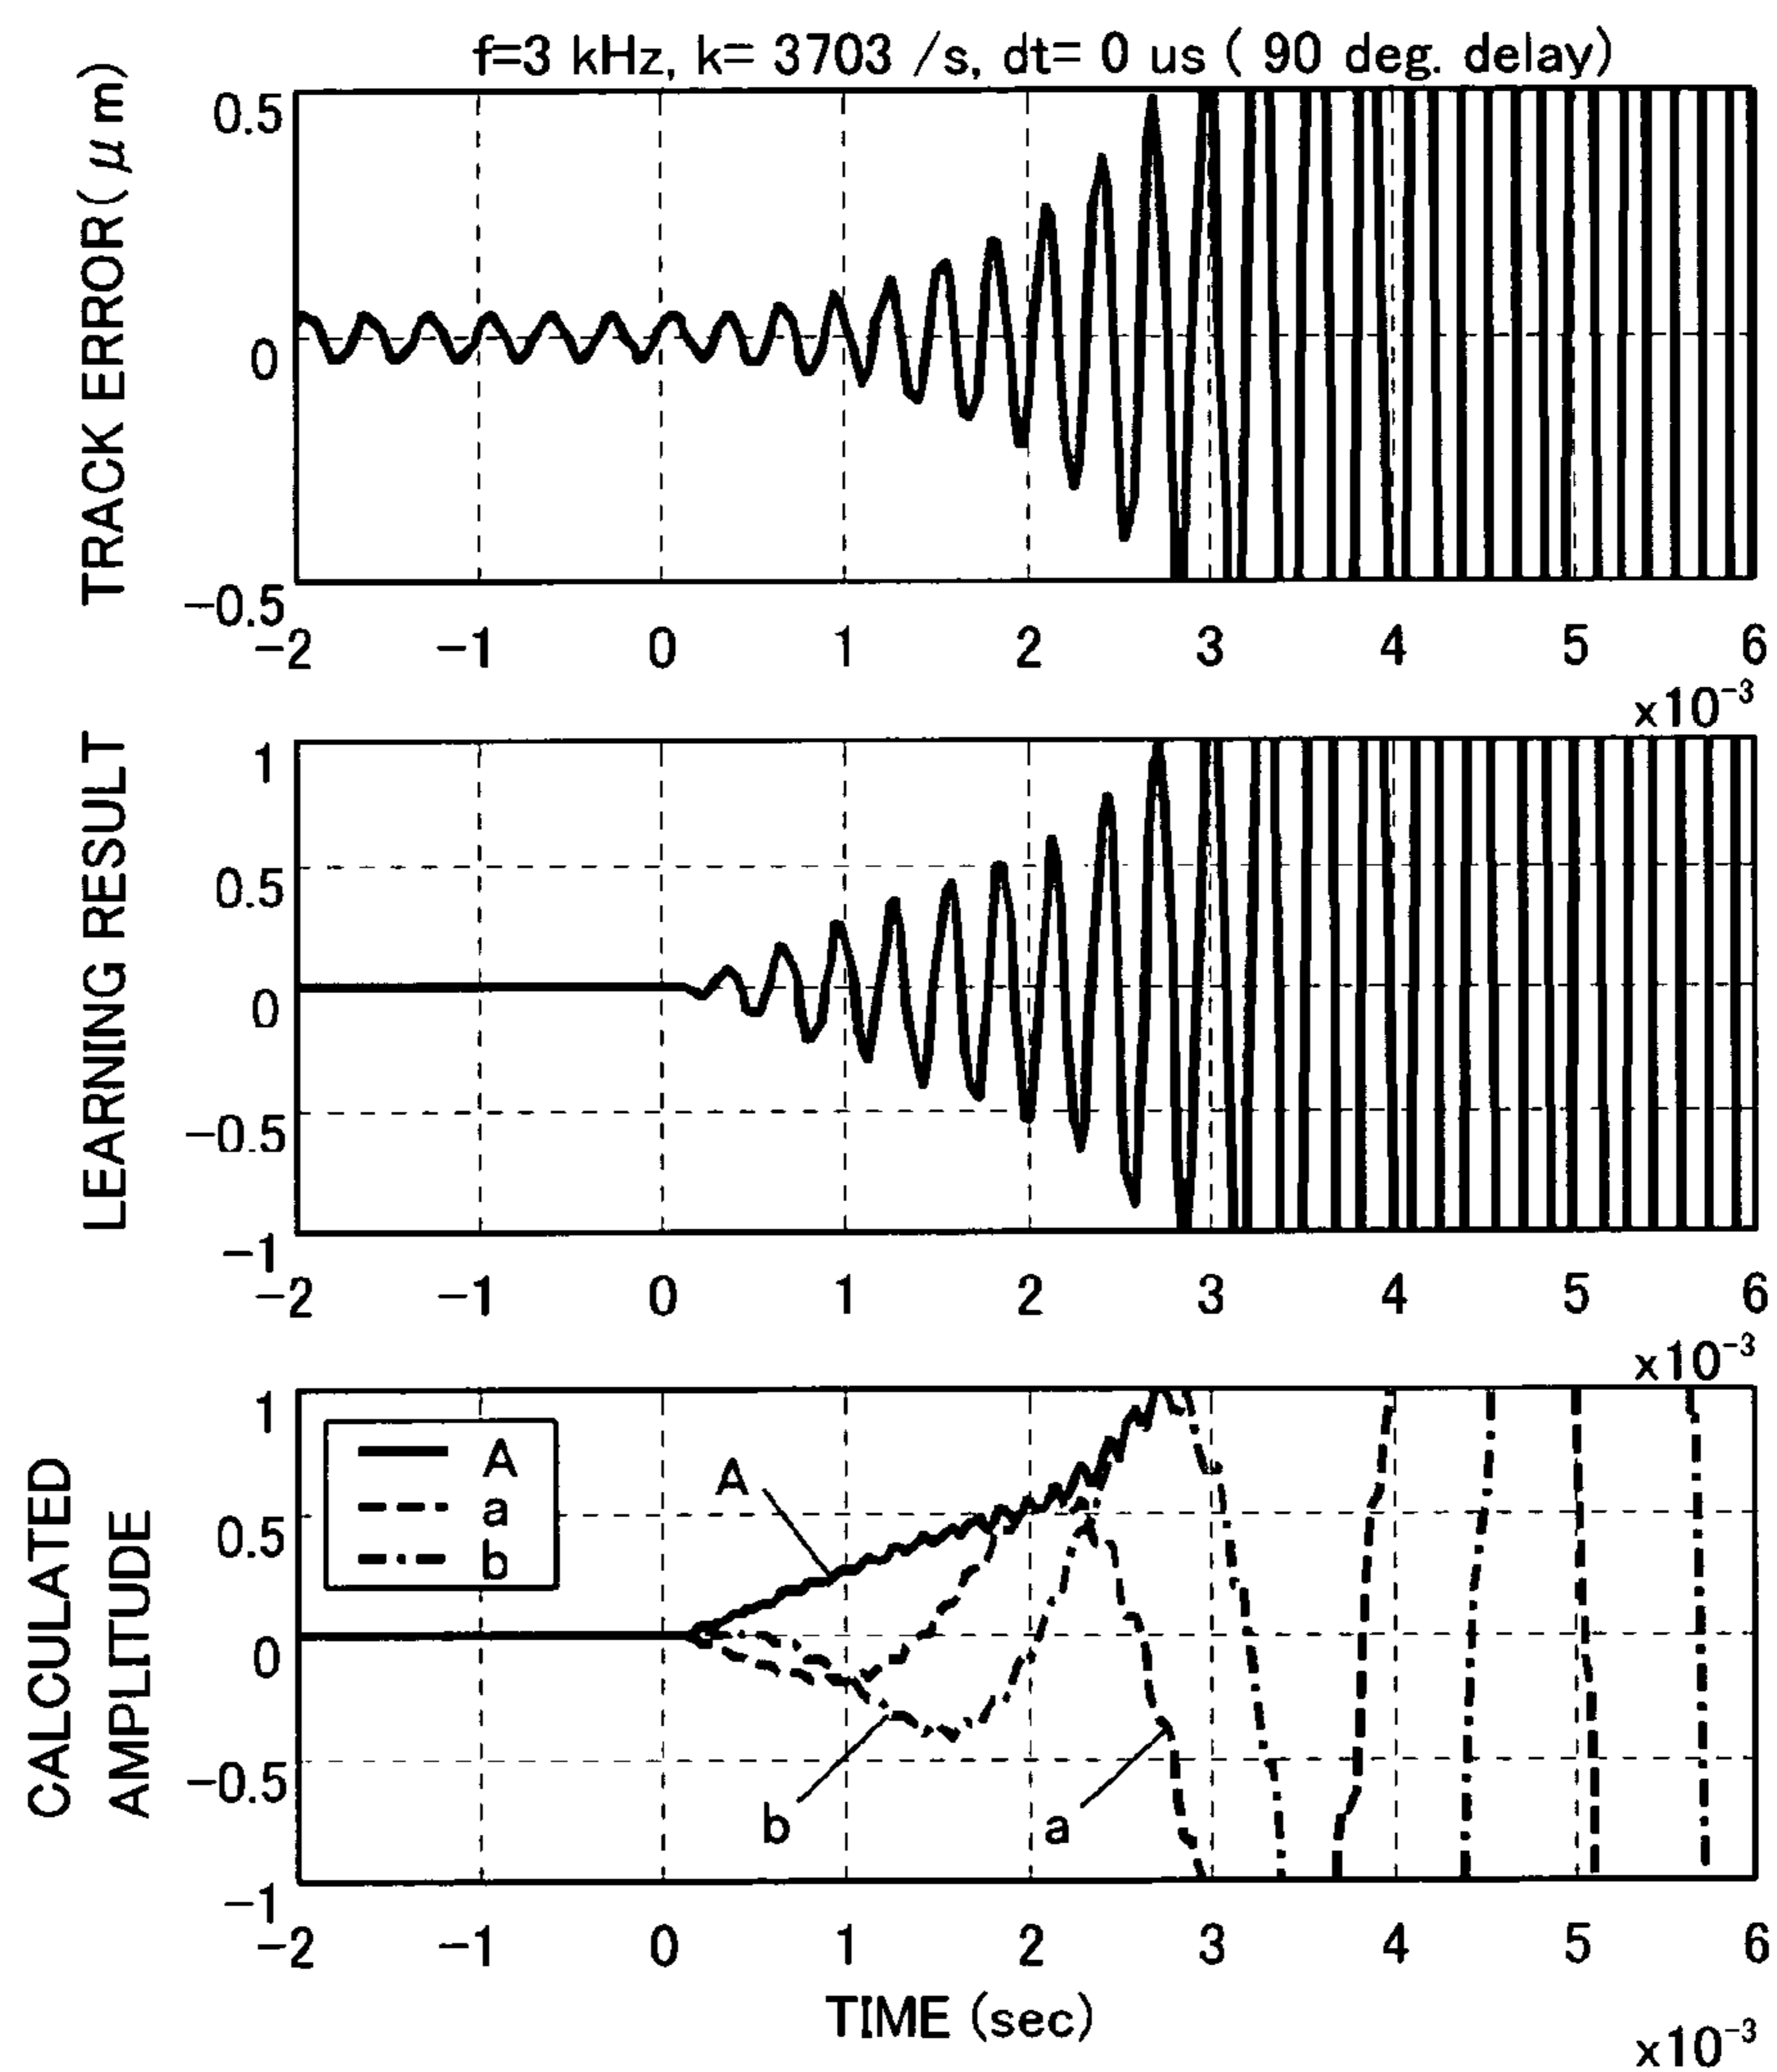 f=3 kHz, k= 3703 /s, dt= 0 us ( 90 deg. delay)
TRACK ERROR(μm)
0.5
0
-0.5
-2 -1 0 1 2 3 4 5 6
x10-3
LEARNING RESULT
1
0.5
0
-0.5
-1
-2 -1 0 1 2 3 4 5 6
x10-3
CALCULATED
AMPLITUDE
1
0.5
0
-0.5
-1
A
a
b
A
b
a
-2 -1 0 1 2 3 4 5 6
TIME (sec)
x10-3